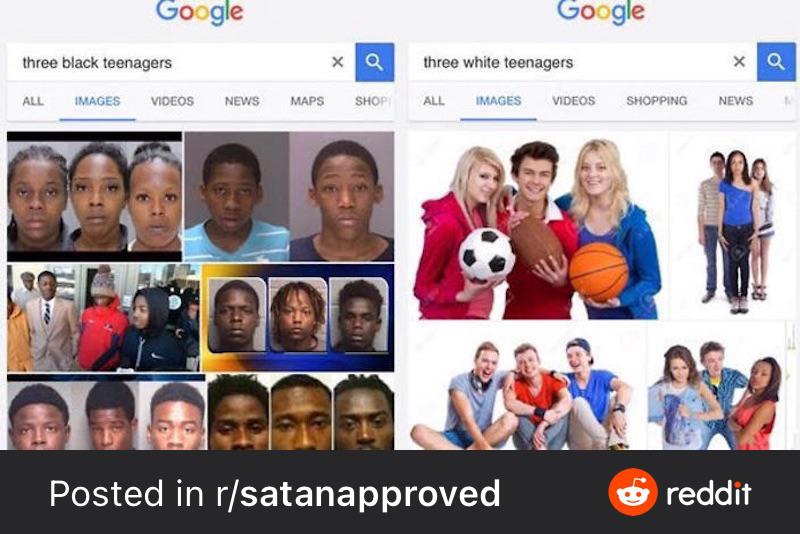 Google
three black teenagers ×
ALL IMAGES VIDEOS NEWS MAPS SHOP
Google
three white teenagers ×
ALL IMAGES VIDEOS SHOPPING NEWS M
Posted in r/satanapproved
reddit